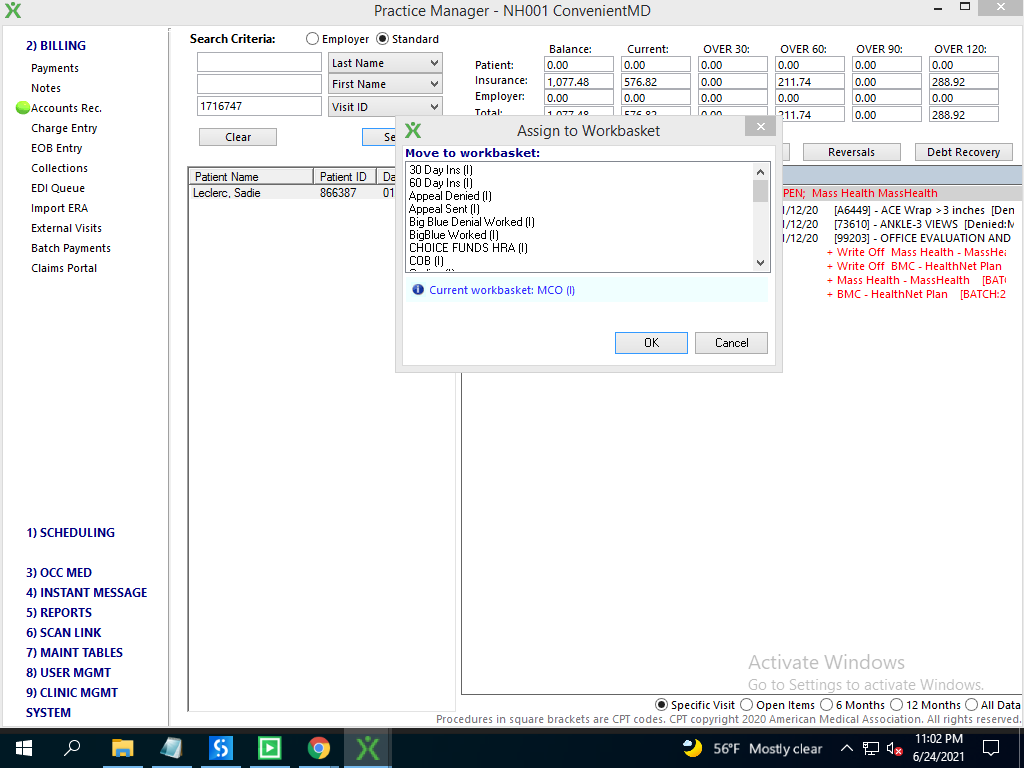 Practice Manager - NH001 ConvenientMD
2) BILLING
Payments
Notes
Accounts Rec.
Charge Entry
EOB Entry
Collections
EDI Queue
Import ERA
External Visits
Batch Payments
Claims Portal
1) SCHEDULING
3) OCC MED
4) INSTANT MESSAGE
5) REPORTS
6) SCAN LINK
7) MAINT TABLES
8) USER MGMT
9) CLINIC MGMT
SYSTEM
Search Criteria: Employer Standard
Last Name
First Name
1716747 Visit ID
Clear Se
Balance: Current: OVER 30: OVER 60: OVER 90: OVER 120:
Patient: 0.00 0.00 0.00 0.00 0.00 0.00
Insurance: 1,077.48 576.82 0.00 211.74 0.00 288.92
Employer: 0.00 0.00 0.00 0.00 0.00 0.00
Total: 1,077.48 576.82 0.00 211.74 0.00 288.92
Reversals Debt Recovery
Patient Name Patient ID Da
Leclerc, Sadie 866387 01
Assign to Workbasket
Move to workbasket:
30 Day Ins (I)
60 Day Ins (I)
Appeal Denied (I)
Appeal Sent (I)
Big Blue Denial Worked (I)
BigBlue Worked (I)
CHOICE FUNDS HRA (I)
COB (I)
Current workbasket: MCO (I)
OK Cancel
PEN; Mass Health MassHealth
1/12/20 [A6449] - ACE Wrap >3 inches [Den
1/12/20 [73610] - ANKLE-3 VIEWS [Denied:M
1/12/20 [99203] - OFFICE EVALUATION AND
+ Write Off Mass Health - MassHea
+ Write Off BMC - HealthNet Plan
+ Mass Health - MassHealth [BAT
+ BMC - HealthNet Plan [BATCH:2
Activate Windows
Go to Settings to activate Windows.
Specific Visit Open Items 6 Months 12 Months All Data
Procedures in square brackets are CPT codes. CPT copyright 2020 American Medical Association. All rights reserved.
56°F Mostly clear
11:02 PM
6/24/2021